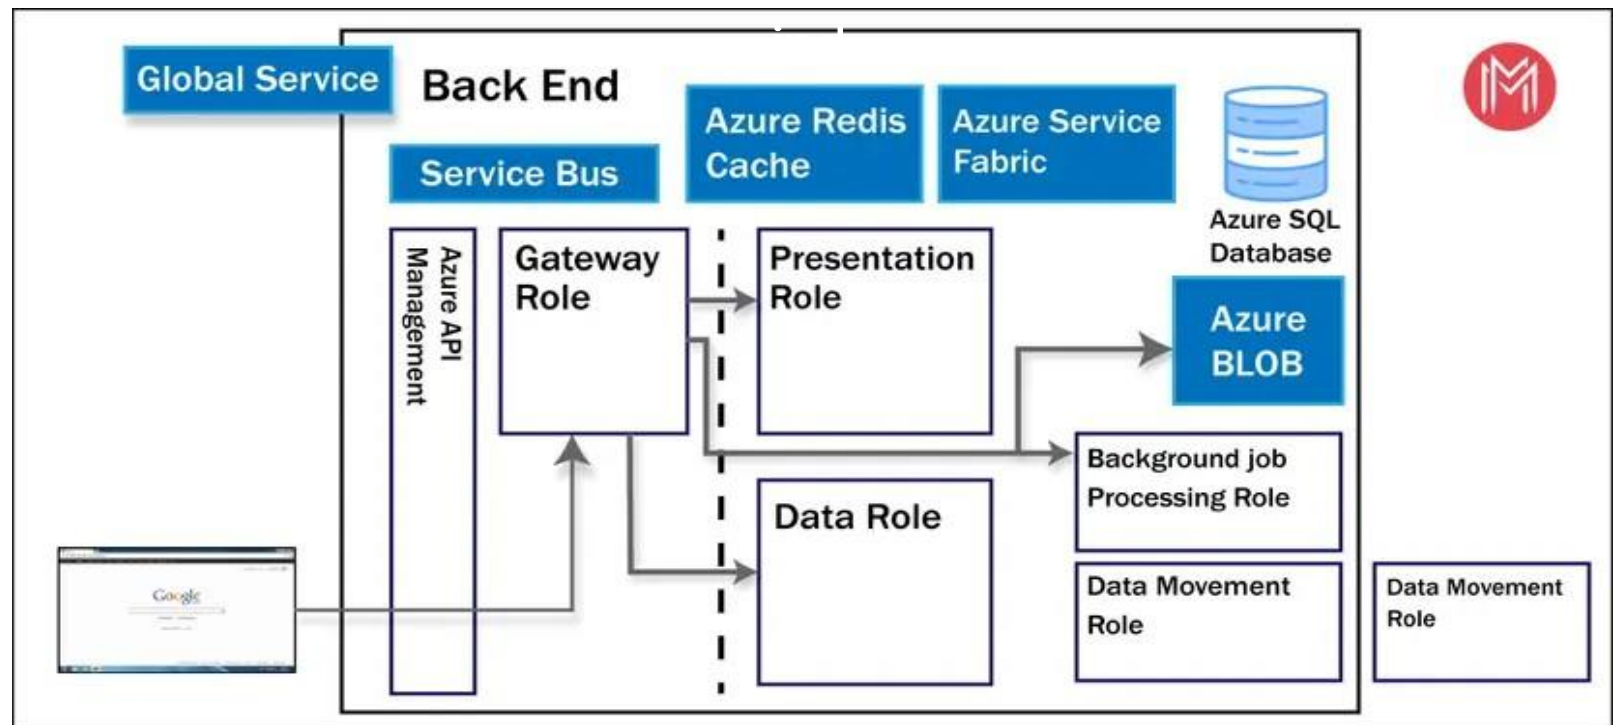 Global Service
Back End
Service Bus
Azure Redis
Cache
Azure Service
Fabric
Azure SQL
Database
Azure API
Management
Gateway
Role
Presentation
Role
Azure
BLOB
Background job
Processing Role
Data Role
Data Movement
Role
Data Movement
Role
Google